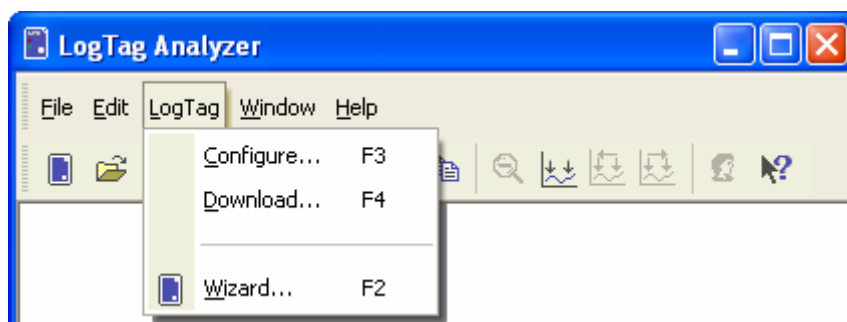 LogTag Analyzer
File Edit LogTag Window Help
Configure... F3
Download... F4
Wizard... F2